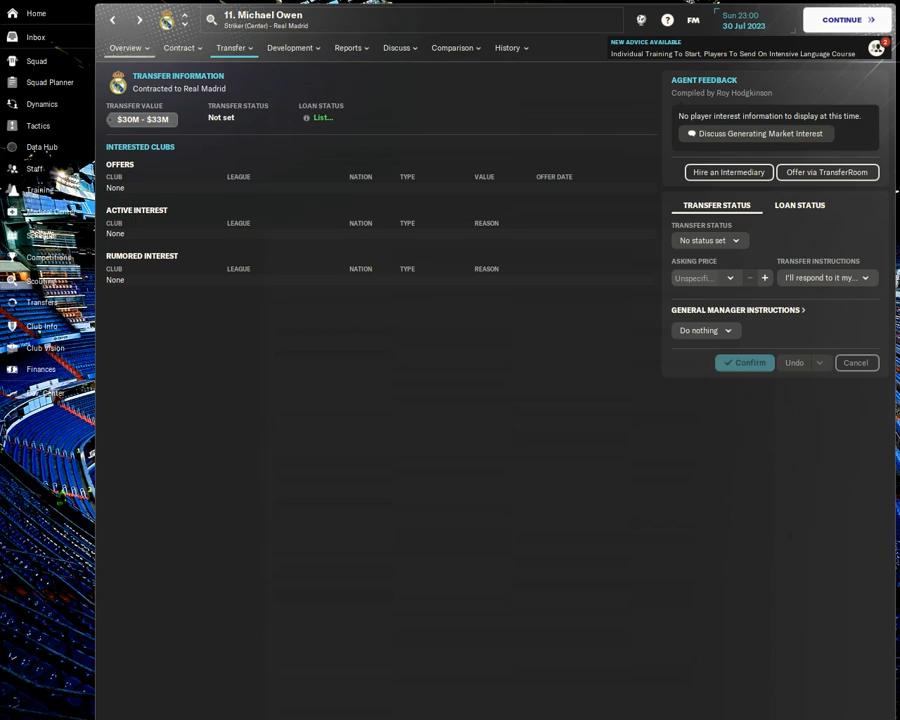 Home
Inbox
Squad
Squad Planner
Dynamics
Tactics
Data Hub
Staff
Training
Schedule
Competitions
Scouting
Transfers
Club Info
Club Vision
Finances
Dev. Center
11. Michael Owen
Striker (Center) - Real Madrid
FM
Sun 23:00
30 Jul 2023
CONTINUE
Overview
Contract
Transfer
Development
Reports
Discuss
Comparison
History
NEW ADVICE AVAILABLE
Individual Training To Start, Players To Send On Intensive Language Course
2
TRANSFER INFORMATION
Contracted to Real Madrid
TRANSFER VALUE TRANSFER STATUS LOAN STATUS
$30M - $33M Not set List...
INTERESTED CLUBS
OFFERS
CLUB LEAGUE NATION TYPE VALUE OFFER DATE
None
ACTIVE INTEREST
CLUB LEAGUE NATION TYPE REASON
None
RUMORED INTEREST
CLUB LEAGUE NATION TYPE REASON
None
AGENT FEEDBACK
Compiled by Roy Hodgkinson
No player interest information to display at this time.
Discuss Generating Market Interest
Hire an Intermediary Offer via TransferRoom
TRANSFER STATUS LOAN STATUS
TRANSFER STATUS
No status set
ASKING PRICE TRANSFER INSTRUCTIONS
Unspecifi... − + I'll respond to it my...
GENERAL MANAGER INSTRUCTIONS >
Do nothing
Confirm Undo Cancel